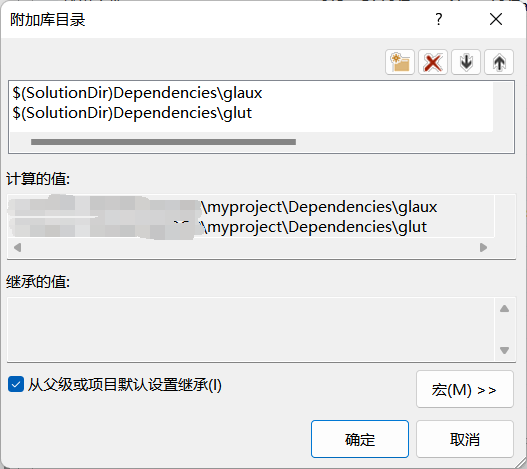 附加库目录
?
$(SolutionDir)Dependencies\glaux
$(SolutionDir)Dependencies\glut
计算的值:
\myproject\Dependencies\glaux
\myproject\Dependencies\glut
继承的值:
从父级或项目默认设置继承(I)
宏(M) >>
确定
取消